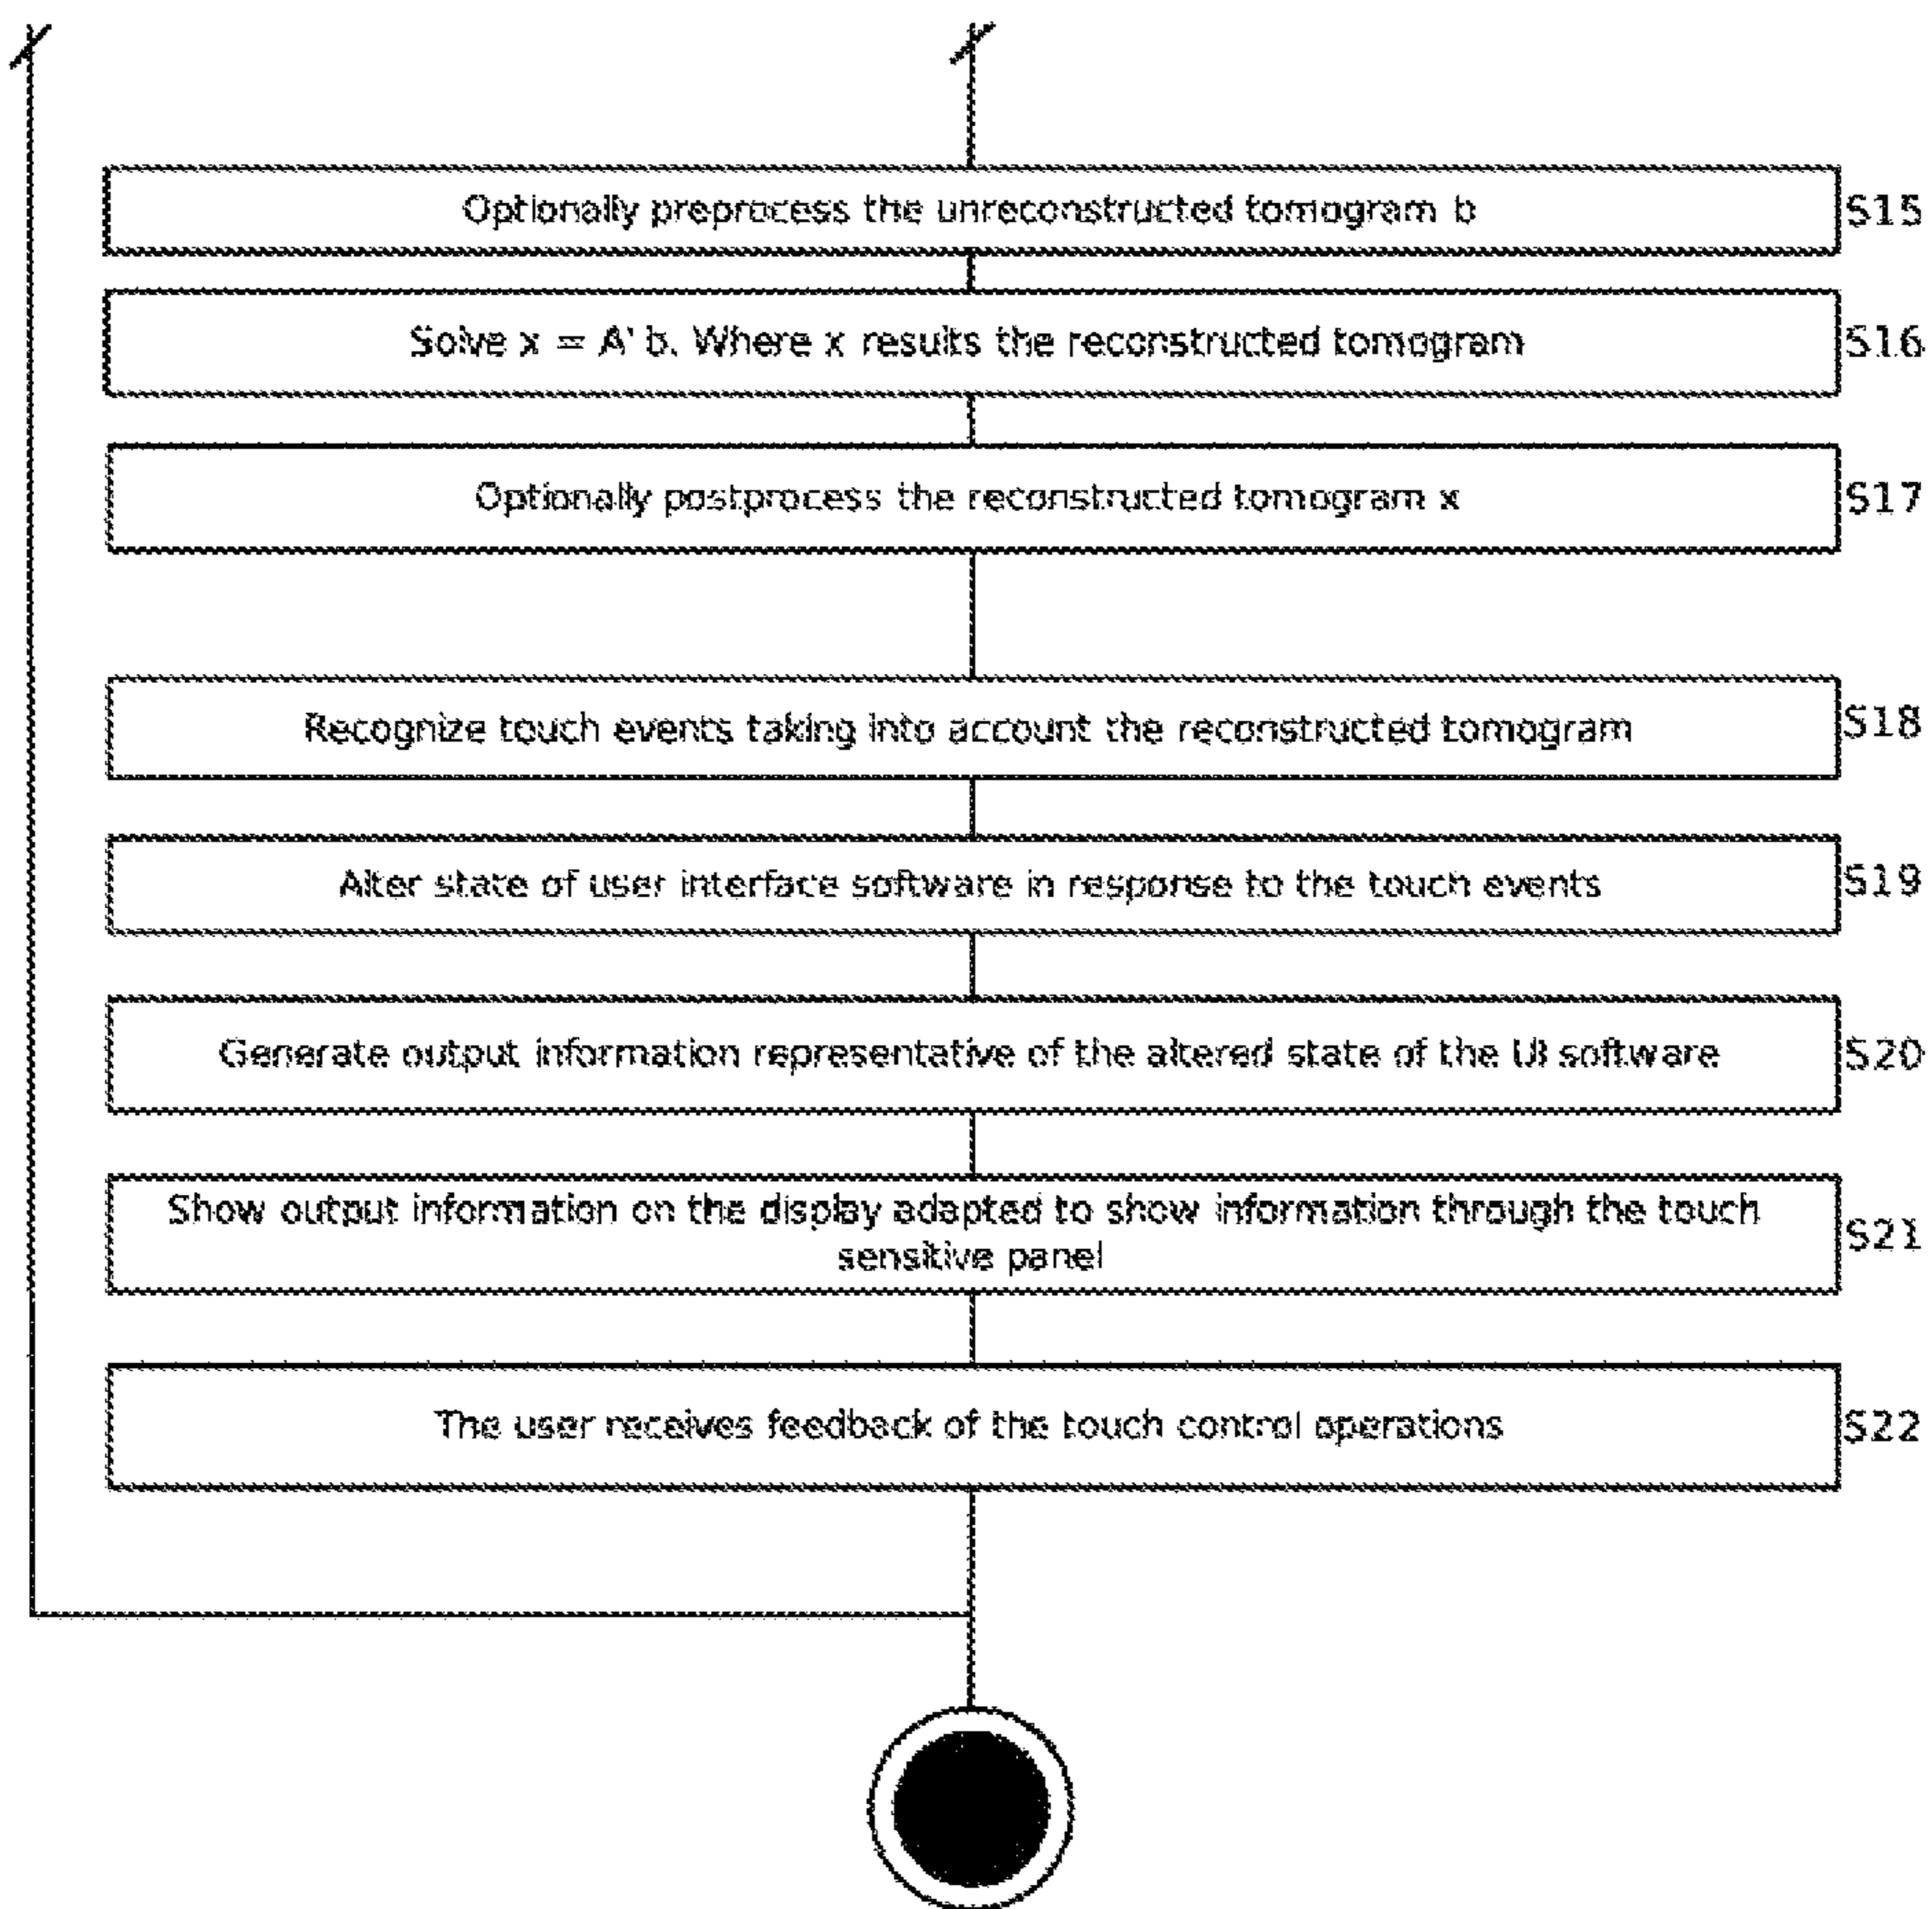 Optionally preprocess the unreconstructed tomogram b
S15
Solve x = A' b. Where x results the reconstructed tomogram
S16
Optionally postprocess the reconstructed tomogram x
S17
Recognize touch events taking into account the reconstructed tomogram
S18
Alter state of user interface software in response to the touch events
S19
Generate output information representative of the altered state of the UI software
S20
Show output information on the display adapted to show information through the touch
sensitive panel
S21
The user receives feedback of the touch control operations
S22